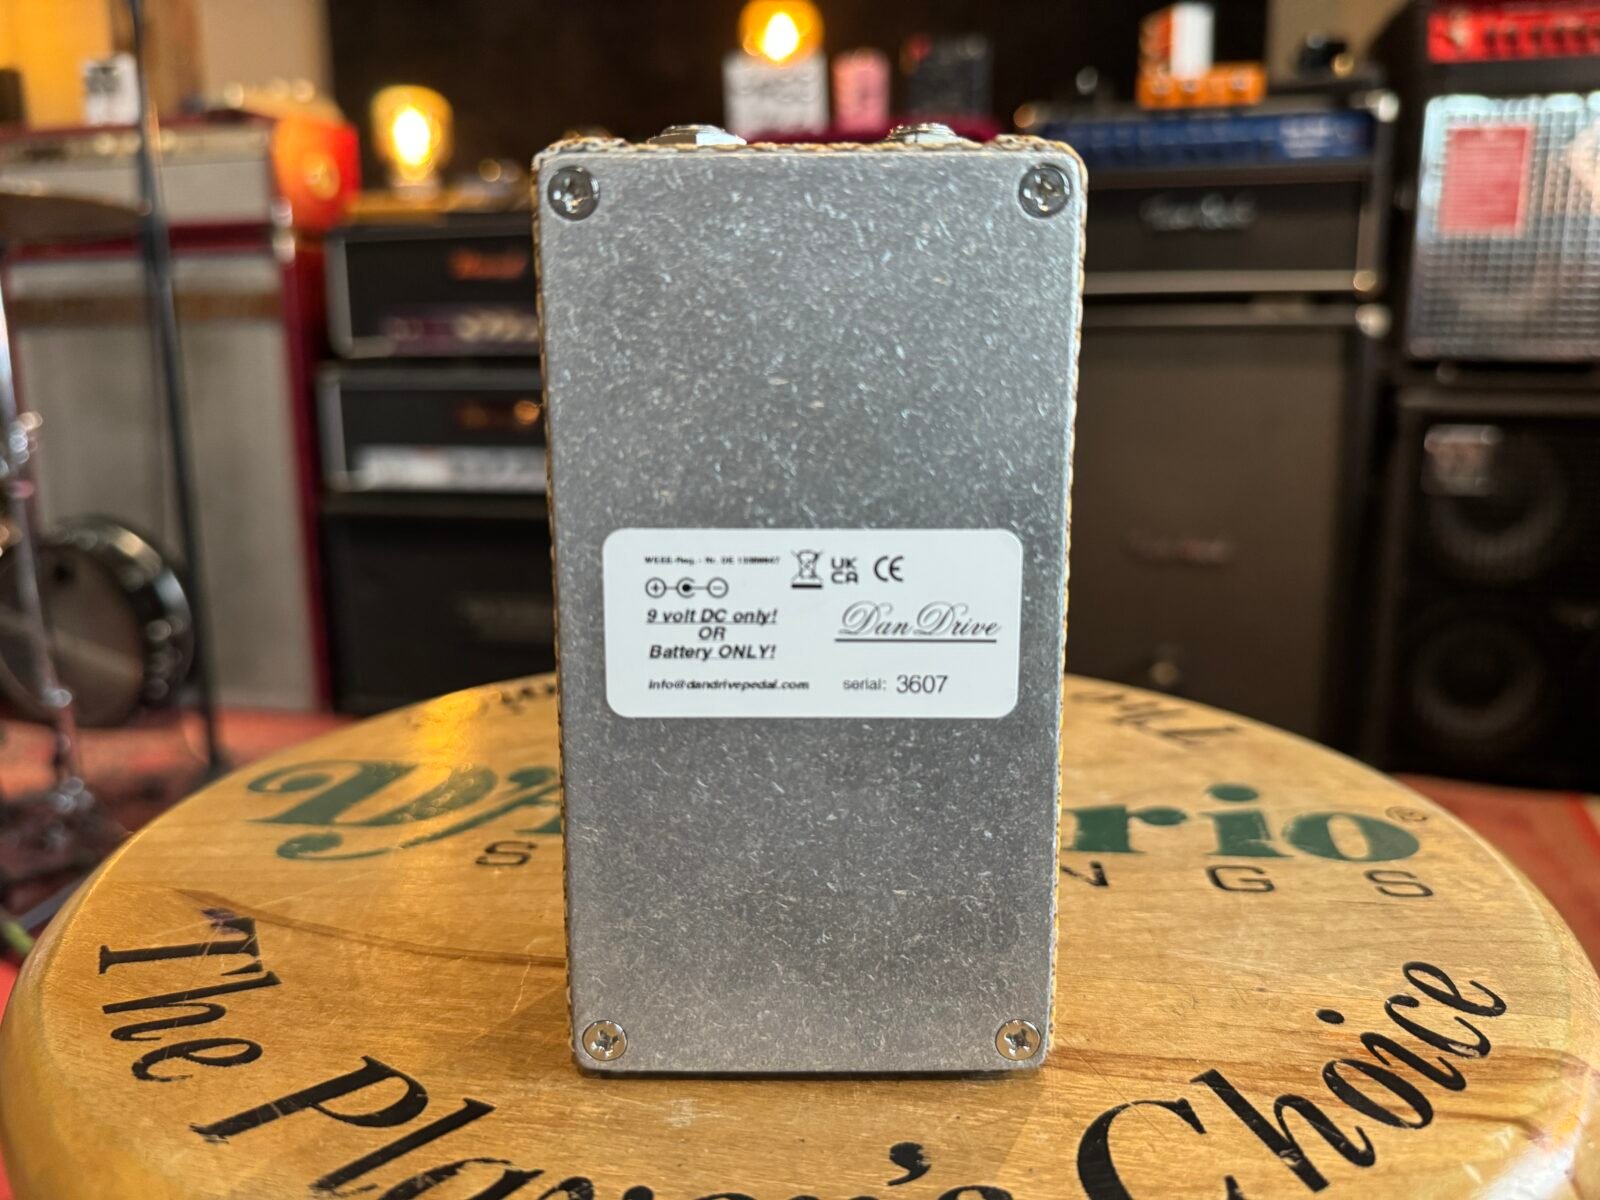 WEEE-Reg.- Nr. DE
UK
CA
CE
9 volt DC only!
OR
Battery ONLY!
Dan Drive
info@dandrivepedal.com
serial: 3607
rio®
S N G S
The Player's Choice